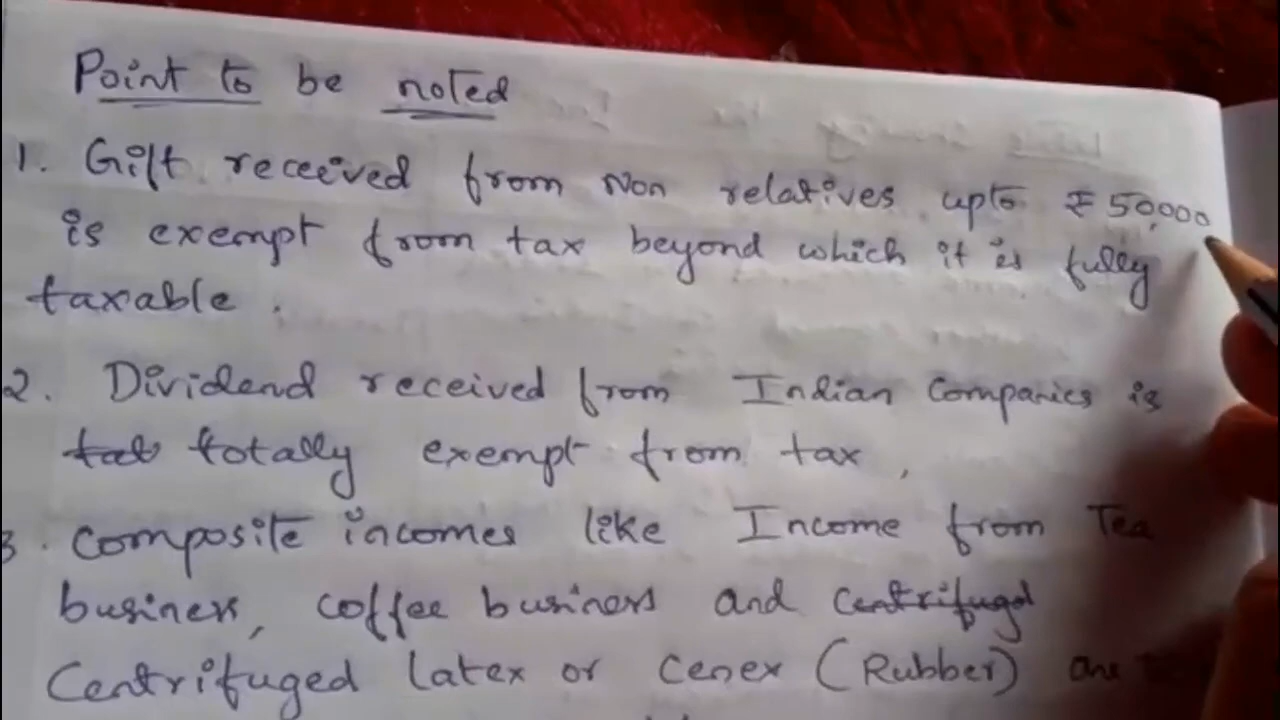 Point to be noted
1. Gift received from Non relatives upto ₹ 50,000
is exempt from tax beyond which it is fully
taxable.
2. Dividend received from Indian Companies is
tat totally exempt from tax,
3. Composite incomes like Income from Tea
business, coffee business and Centrifuged
Centrifuged latex or cenex (Rubber) are